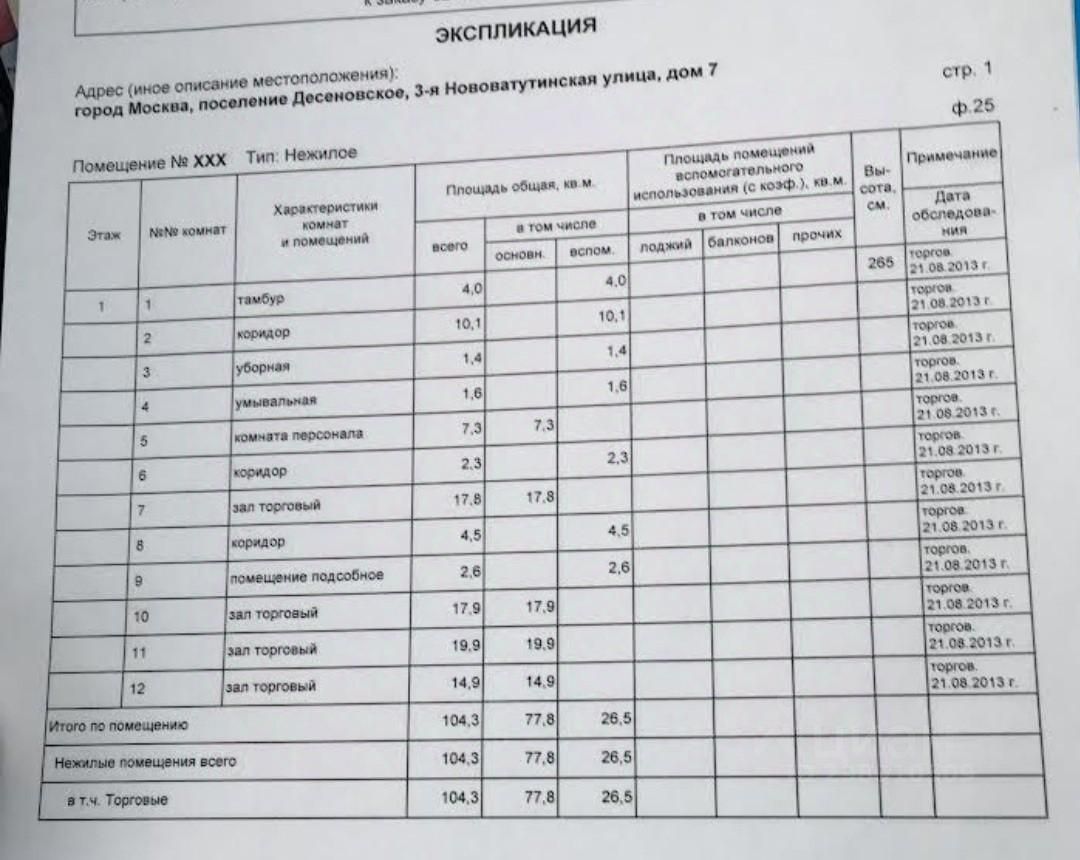 к заказу
ЭКСПЛИКАЦИЯ
Адрес (иное описание местоположения):
город Москва, поселение Десеновское, 3-я Нововатутинская улица, дом 7
стр. 1
ф.25
Помещение № XXX Тип: Нежилое
Этаж
№№ комнат
Характеристики
комнат
и помещений
Площадь общая, кв.м.
всего
в том числе
основн.
вспом.
Площадь помещений
вспомогательного
использования (с коэф.), кв.м.
в том числе
лоджий
балконов
прочих
Вы-
сота,
см.
Примечание
Дата
обследова-
ния
1 1 тамбур 4,0 4,0 265 торгов. 21.08.2013 г.
2 коридор 10,1 10,1 торгов. 21.08.2013 г.
3 уборная 1,4 1,4 торгов. 21.08.2013 г.
4 умывальная 1,6 1,6 торгов. 21.08.2013 г.
5 комната персонала 7,3 7,3 торгов. 21.08.2013 г.
6 коридор 2,3 2,3 торгов. 21.08.2013 г.
7 зал торговый 17,8 17,8 торгов. 21.08.2013 г.
8 коридор 4,5 4,5 торгов. 21.08.2013 г.
9 помещение подсобное 2,6 2,6 торгов. 21.08.2013 г.
10 зал торговый 17,9 17,9 торгов. 21.08.2013 г.
11 зал торговый 19,9 19,9 торгов. 21.08.2013 г.
12 зал торговый 14,9 14,9 торгов. 21.08.2013 г.
Итого по помещению 104,3 77,8 26,5
Нежилые помещения всего 104,3 77,8 26,5
в т.ч. Торговые 104,3 77,8 26,5